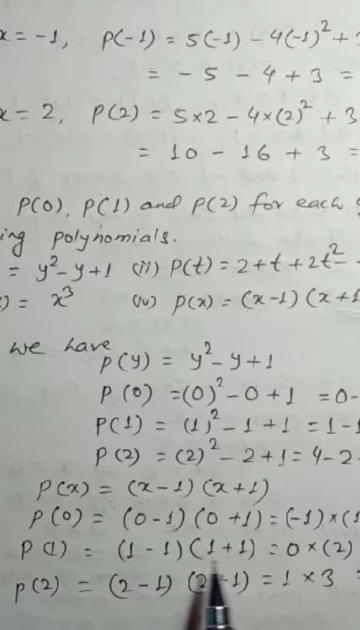 x = -1, P(-1) = 5(-1) - 4(-1)² +
= - 5 - 4 + 3 =
x = 2, P(2) = 5×2 - 4×(2)² + 3
= 10 - 16 + 3 =
P(0), P(1) and P(2) for each
ing polynomials.
= y²-y+1 (ii) P(t) = 2+t+2t²-
) = x³ (iv) P(x) = (x-1) (x+1
we have
P(y) = y²-y+1
P(0) = (0)² - 0 + 1 = 0-
P(1) = (1)² - 1 + 1 = 1-1
P(2) = (2)² - 2 + 1 = 4-2-
P(x) = (x-1) (x+1)
P(0) = (0-1) (0+1) = (-1)×(1
P(1) = (1-1) (1+1) = 0×(2)
P(2) = (2-1) (2 1) = 1 × 3 =